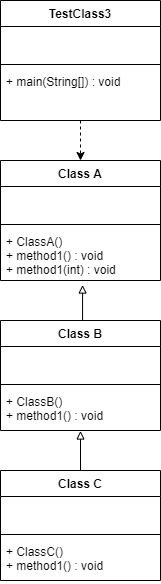 TestClass3
+ main(String[]) : void
Class A
+ ClassA()
+ method1() : void
+ method1(int) : void
Class B
+ ClassB()
+ method1() : void
Class C
+ ClassC()
+ method1() : void